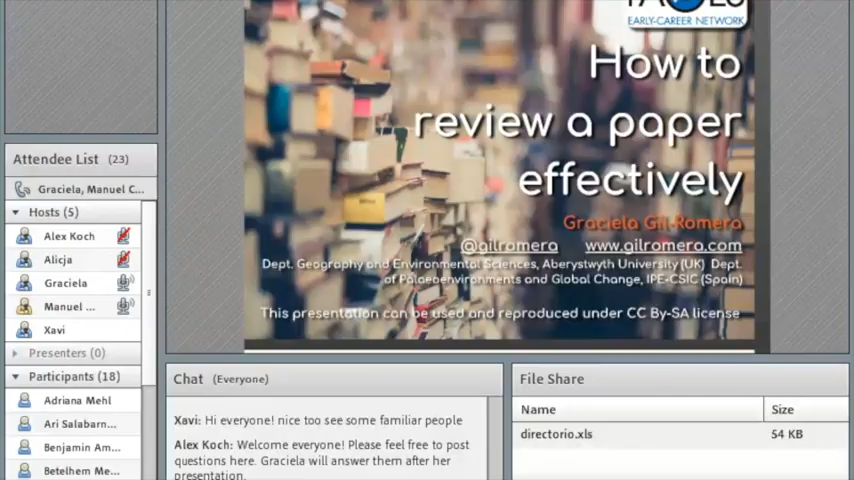 EARLY-CAREER NETWORK
How to
review a paper
effectively
Graciela Gil-Romera
@gilromera www.gilromera.com
Dept. Geography and Environmental Sciences, Aberystwyth University (UK) Dept.
of Palaeoenvironments and Global Change, IPE-CSIC (Spain)
This presentation can be used and reproduced under CC By-SA license
Attendee List (23)
Graciela, Manuel C...
Hosts (5)
Alex Koch
Alicja
Graciela
Manuel ...
Xavi
Presenters (0)
Participants (18)
Adriana Mehl
Ari Salabarn...
Benjamin Am...
Betelhem Me...
Chat (Everyone)
Xavi: Hi everyone! nice too see some familiar people
Alex Koch: Welcome everyone! Please feel free to post
questions here. Graciela will answer them after her
presentation.
File Share
Name Size
directorio.xls 54 KB